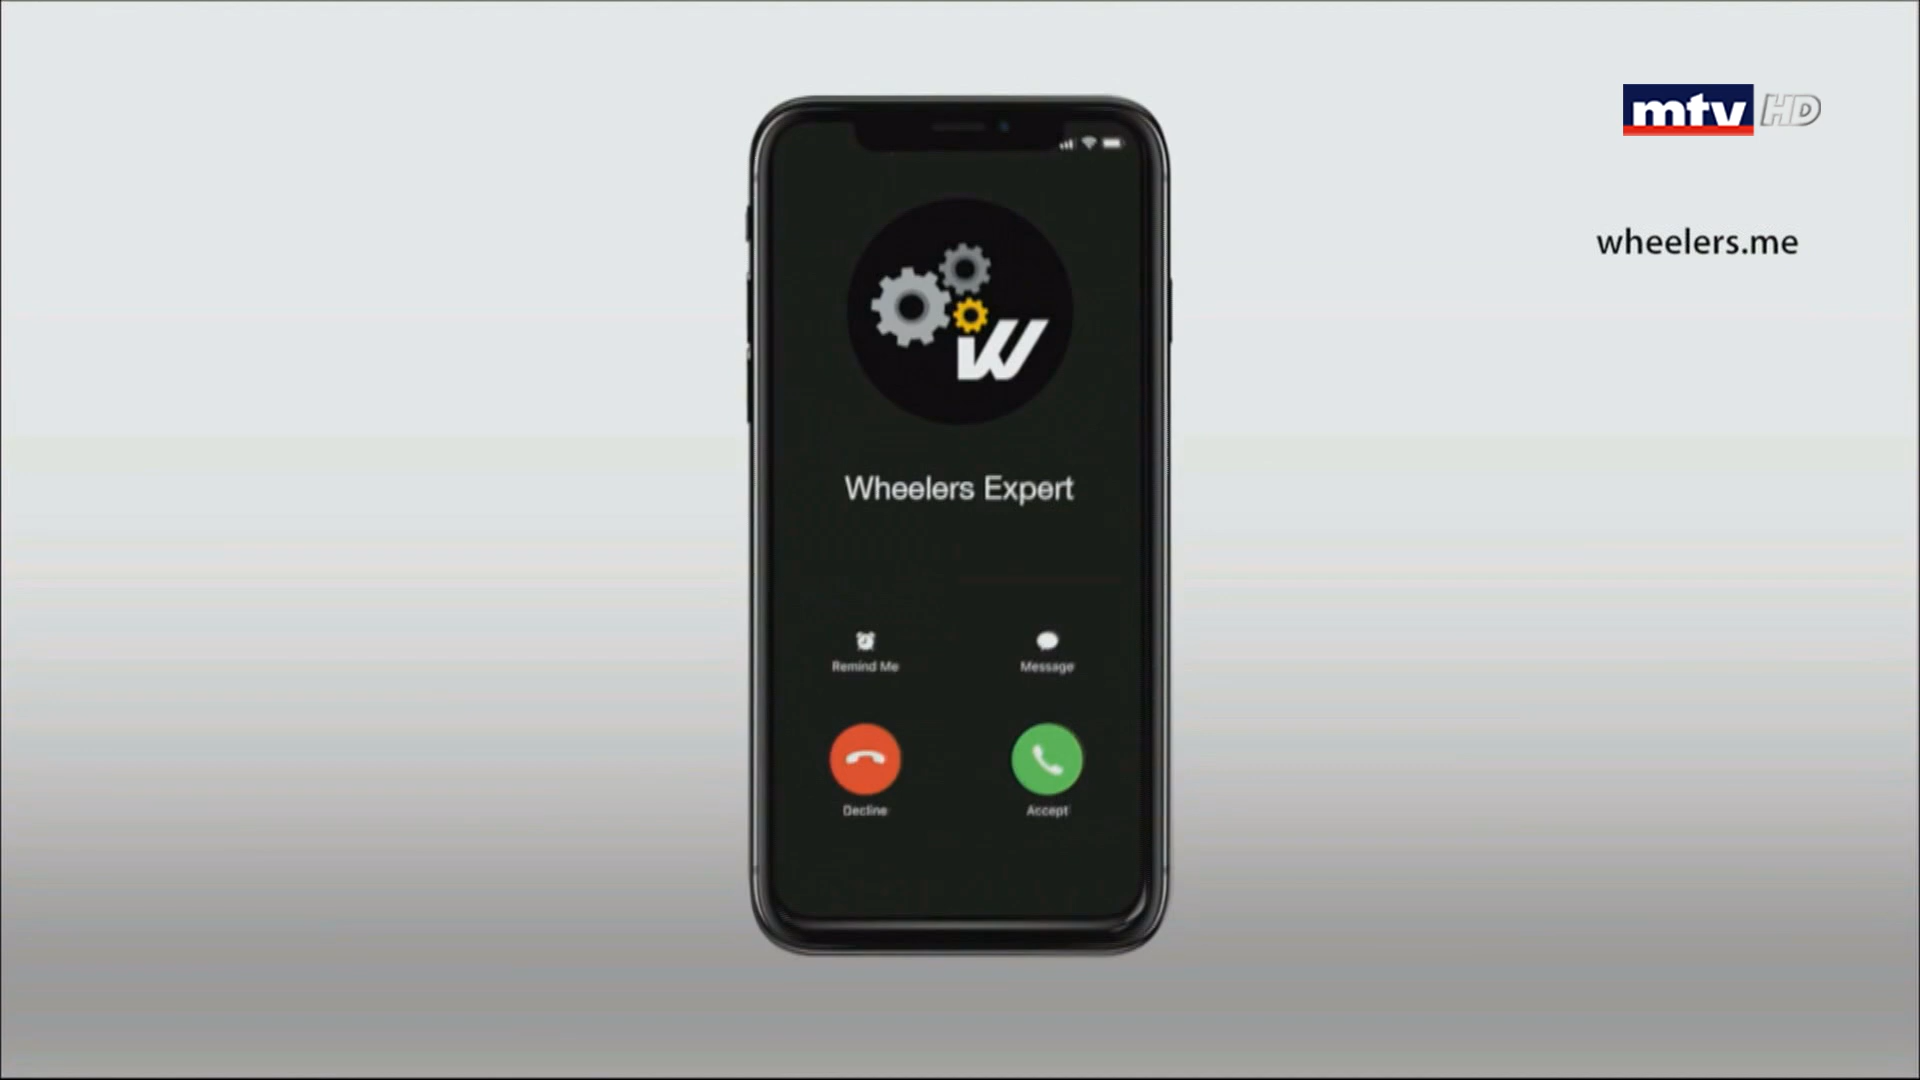 mtv HD
wheelers.me
W
Wheelers Expert
Remind Me
Message
Decline
Accept